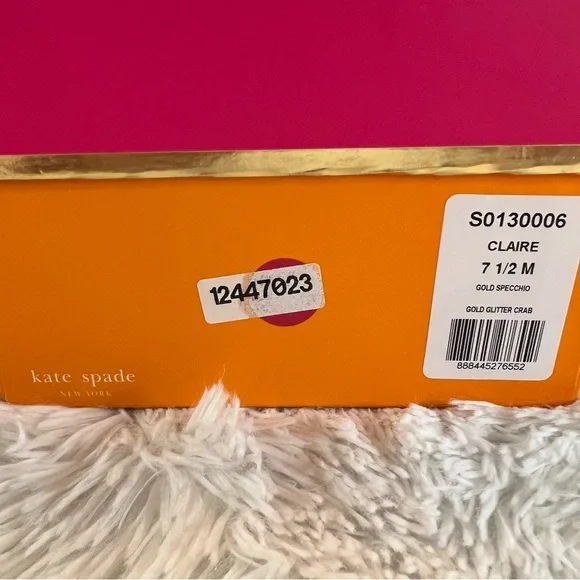 S0130006
CLAIRE
7 1/2 M
GOLD SPECCHIO
GOLD GLITTER CRAB
888445276552
12447023
kate spade
NEW YORK